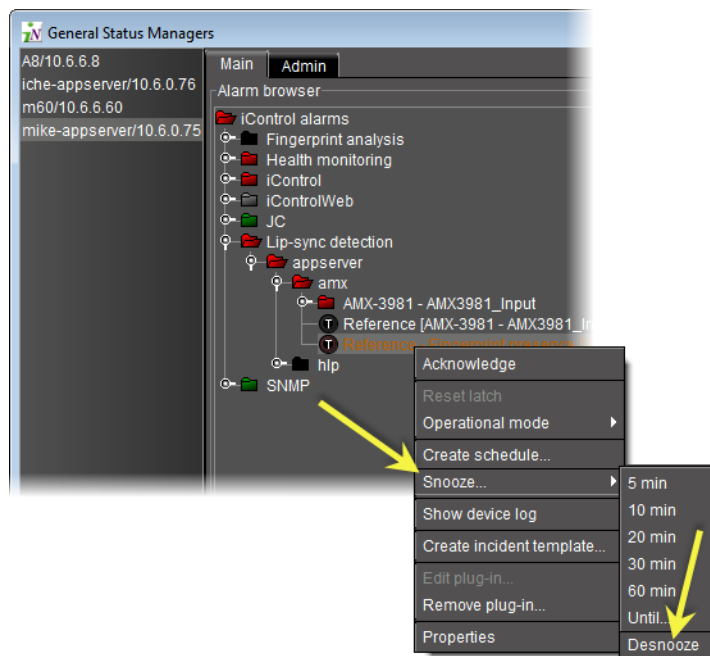 General Status Managers
A8/10.6.6.8
iche-appserver/10.6.0.76
m60/10.6.6.60
mike-appserver/10.6.0.75
Main
Admin
Alarm browser
iControl alarms
Fingerprint analysis
Health monitoring
iControl
iControlWeb
JC
Lip-sync detection
appserver
amx
AMX-3981 - AMX3981_Input
Reference [AMX-3981 - AMX3981_In
Reference - Fingerprint
hlp
SNMP
Acknowledge
Reset latch
Operational mode
Create schedule...
Snooze...
Show device log
Create incident template...
Edit plug-in...
Remove plug-in...
Properties
5 min
10 min
20 min
30 min
60 min
Until...
Desnooze